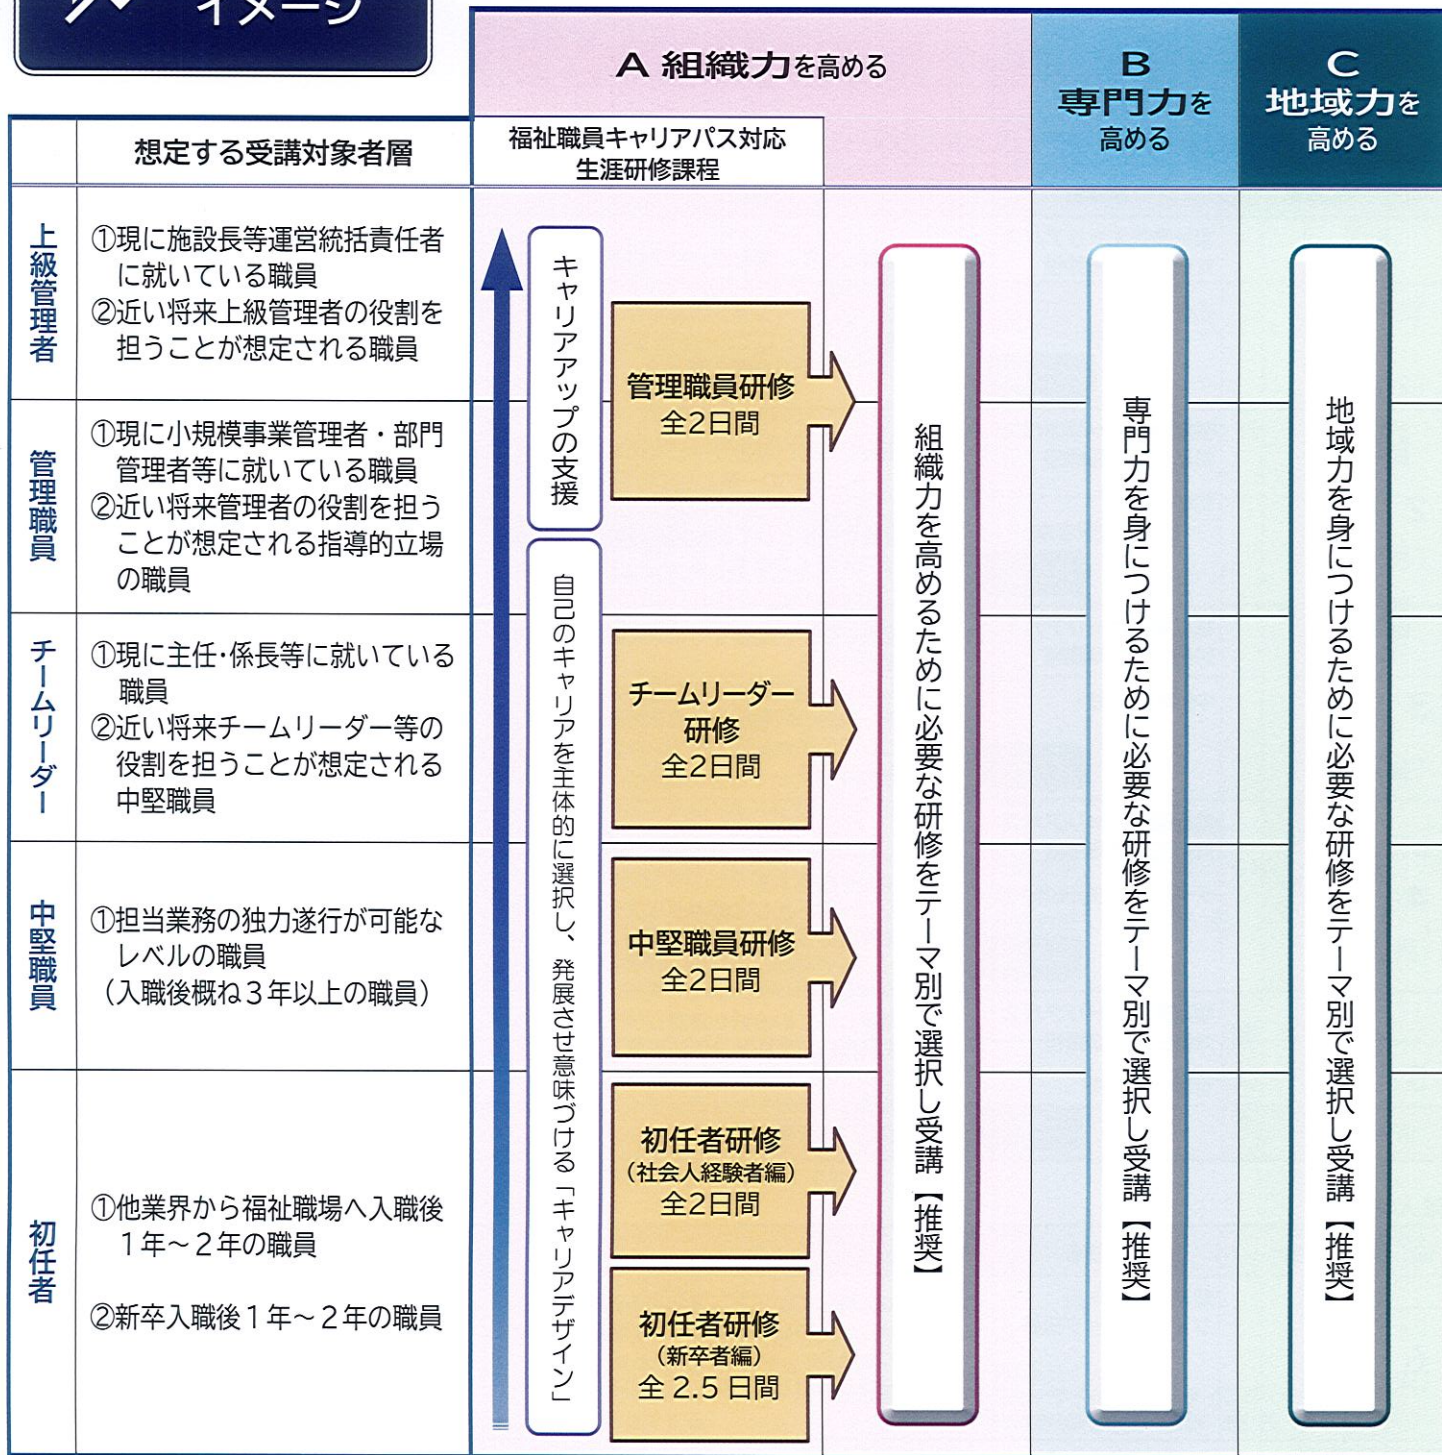 イメージ
A 組織力を高める
B
専門力を
高める
C
地域力を
高める
想定する受講対象者層
福祉職員キャリアパス対応
生涯研修課程
上級管理者
①現に施設長等運営統括責任者
に就いている職員
②近い将来上級管理者の役割を
担うことが想定される職員
管理職員
①現に小規模事業管理者・部門
管理者等に就いている職員
②近い将来管理者の役割を担う
ことが想定される指導的立場
の職員
チームリーダー
①現に主任・係長等に就いている
職員
②近い将来チームリーダー等の
役割を担うことが想定される
中堅職員
中堅職員
①担当業務の独力遂行が可能な
レベルの職員
（入職後概ね３年以上の職員）
初任者
①他業界から福祉職場へ入職後
１年～２年の職員
②新卒入職後１年～２年の職員
キャリアアップの支援
自己のキャリアを主体的に選択し、発展させ意味づける「キャリアデザイン」
管理職員研修
全2日間
チームリーダー
研修
全2日間
中堅職員研修
全2日間
初任者研修
（社会人経験者編）
全2日間
初任者研修
（新卒者編）
全 2.5 日間
組織力を高めるために必要な研修をテーマ別で選択し受講【推奨】
専門力を身につけるために必要な研修をテーマ別で選択し受講【推奨】
地域力を身につけるために必要な研修をテーマ別で選択し受講【推奨】